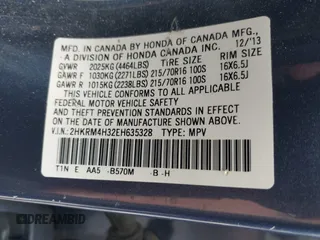 MFD. IN CANADA BY HONDA OF CANADA MFG.,
A DIVISION OF HONDA CANADA INC. 12/13
GVWR 2025KG (4464LBS) TIRE SIZE RIM SIZE
GAWR F 1030KG (2271LBS) 215/70R16 100S 16X6.5J
GAWR R 1015KG (2238LBS) 215/70R16 100S 16X6.5J
THIS VEHICLE CONFORMS TO ALL APPLICABLE
FEDERAL MOTOR VEHICLE SAFETY AND
THEFT PREVENTION STANDARDS IN EFFECT ON THE
DATE OF MANUFACTURE SHOWN ABOVE.
V.I.N.: 2HKRM4H32EH635328 TYPE: MPV
TIN E AA5 -B570M -B-H
© DREAMBID